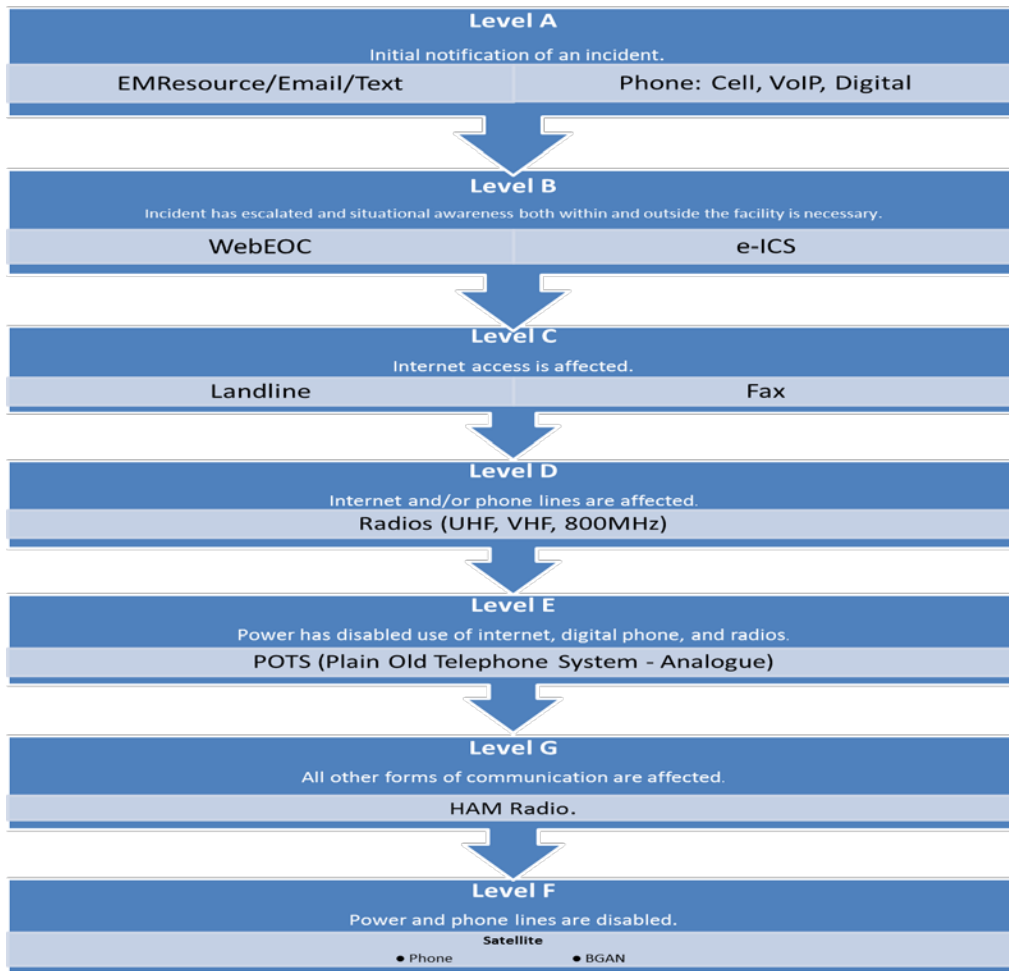 Level A
Initial notification of an incident.
EMResource/Email/Text
Phone: Cell, VoIP, Digital
Level B
Incident has escalated and situational awareness both within and outside the facility is necessary.
WebEOC
e-ICS
Level C
Internet access is affected.
Landline
Fax
Level D
Internet and/or phone lines are affected.
Radios (UHF, VHF, 800MHz)
Level E
Power has disabled use of internet, digital phone, and radios.
POTS (Plain Old Telephone System - Analogue)
Level G
All other forms of communication are affected.
HAM Radio.
Level F
Power and phone lines are disabled.
Satellite
● Phone
● BGAN